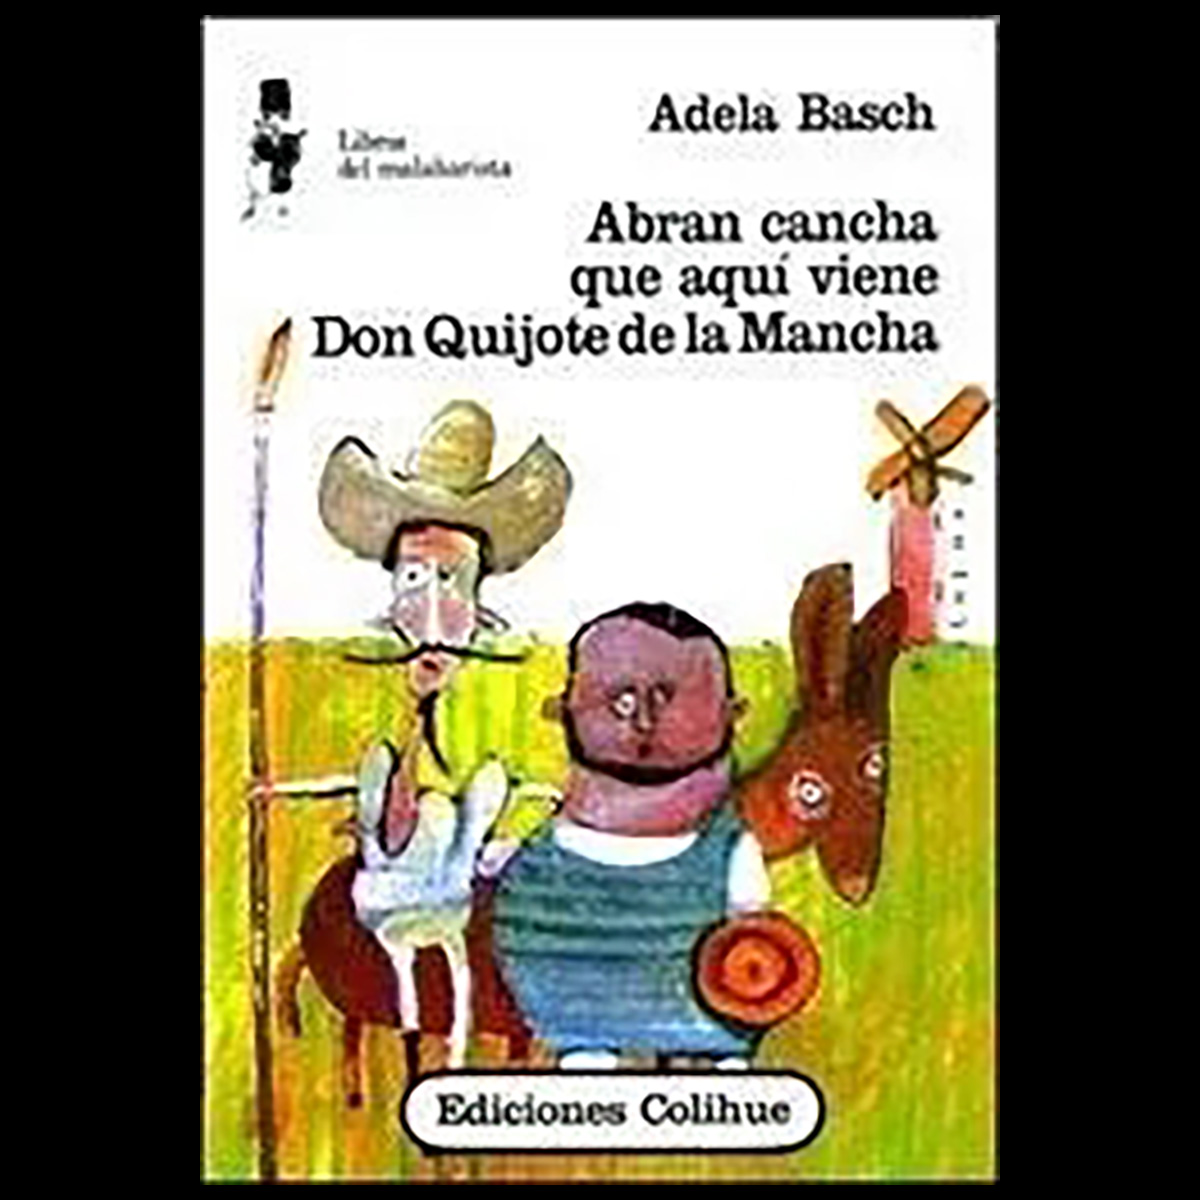 Adela Basch
Libros
del malabarista
Abran cancha
que aquí viene
Don Quijote de la Mancha
Ediciones Colihue